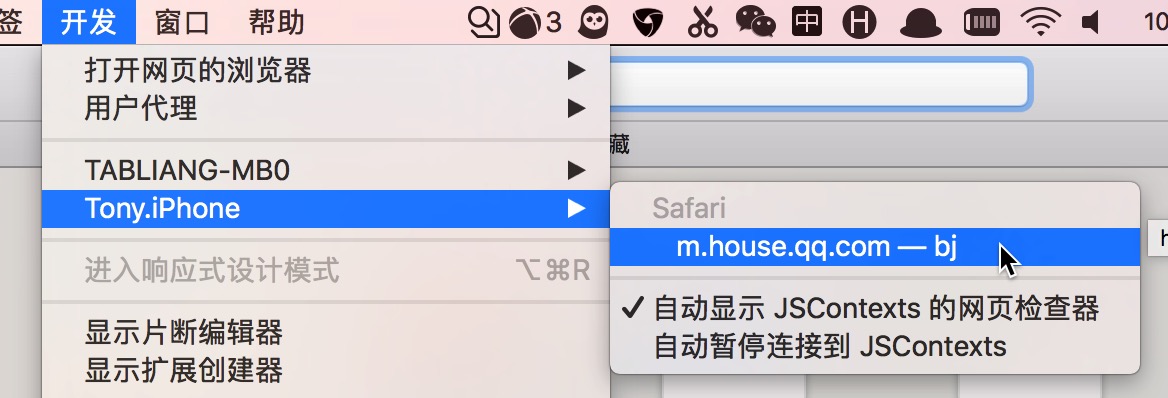 签 开发 窗口 帮助 3 中 H 10
打开网页的浏览器
用户代理
藏
TABLIANG-MB0
Tony.iPhone
Safari
m.house.qq.com — bj
h
进入响应式设计模式 ⌥⌘R
✓ 自动显示 JSContexts 的网页检查器
自动暂停连接到 JSContexts
显示片断编辑器
显示扩展创建器